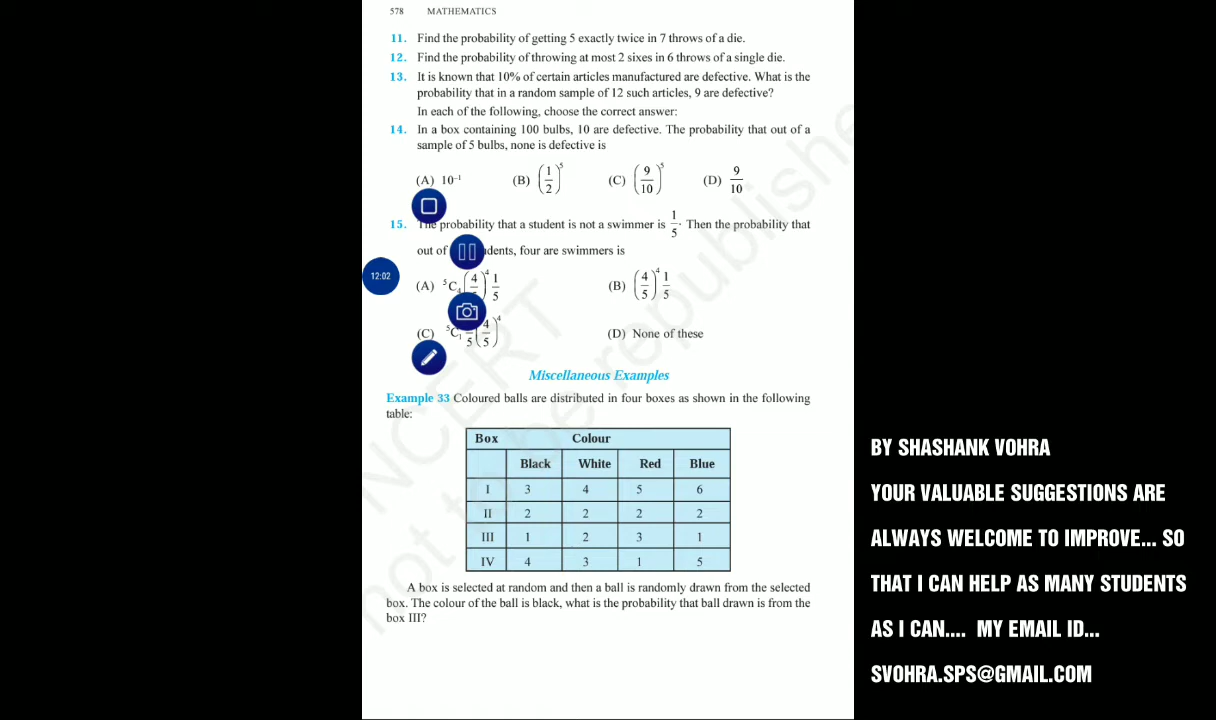 578 MATHEMATICS
11. Find the probability of getting 5 exactly twice in 7 throws of a die.
12. Find the probability of throwing at most 2 sixes in 6 throws of a single die.
13. It is known that 10% of certain articles manufactured are defective. What is the
probability that in a random sample of 12 such articles, 9 are defective?
In each of the following, choose the correct answer:
14. In a box containing 100 bulbs, 10 are defective. The probability that out of a
sample of 5 bulbs, none is defective is
(A) 10⁻¹ (B) (1/2)⁵ (C) (9/10)⁵ (D) 9/10
15. The probability that a student is not a swimmer is 1/5. Then the probability that
out of four are swimmers is
12:02
(A) ⁵C₄ (4/ )⁴ 1/5 (B) (4/5)⁴ 1/5
(C) ⁵C₁ /5 (4/5)⁴ (D) None of these
Miscellaneous Examples
Example 33 Coloured balls are distributed in four boxes as shown in the following
table:
Box Colour
Black White Red Blue
I 3 4 5 6
II 2 2 2 2
III 1 2 3 1
IV 4 3 1 5
A box is selected at random and then a ball is randomly drawn from the selected
box. The colour of the ball is black, what is the probability that ball drawn is from the
box III?
NCERT
not to be republishe
BY SHASHANK VOHRA
YOUR VALUABLE SUGGESTIONS ARE
ALWAYS WELCOME TO IMPROVE... SO
THAT I CAN HELP AS MANY STUDENTS
AS I CAN.... MY EMAIL ID...
SVOHRA.SPS@GMAIL.COM